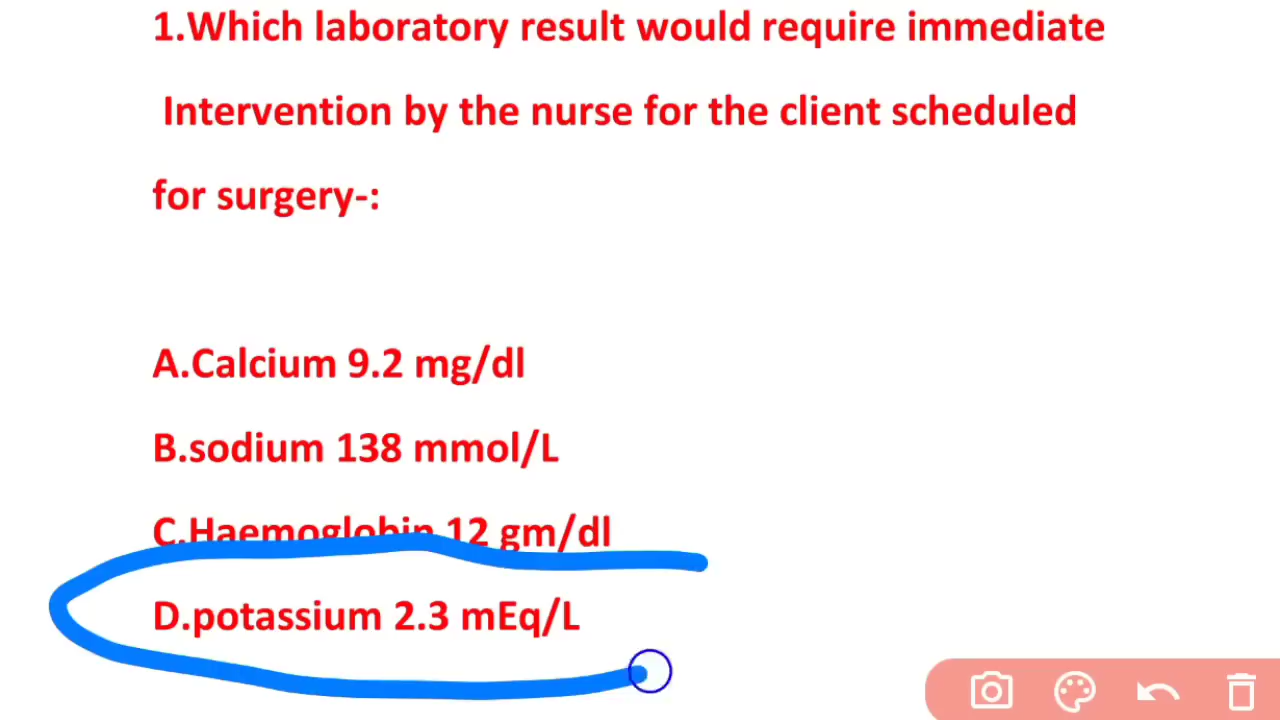 1.Which laboratory result would require immediate
Intervention by the nurse for the client scheduled
for surgery-:
A.Calcium 9.2 mg/dl
B.sodium 138 mmol/L
C.Haemoglobin 12 gm/dl
D.potassium 2.3 mEq/L